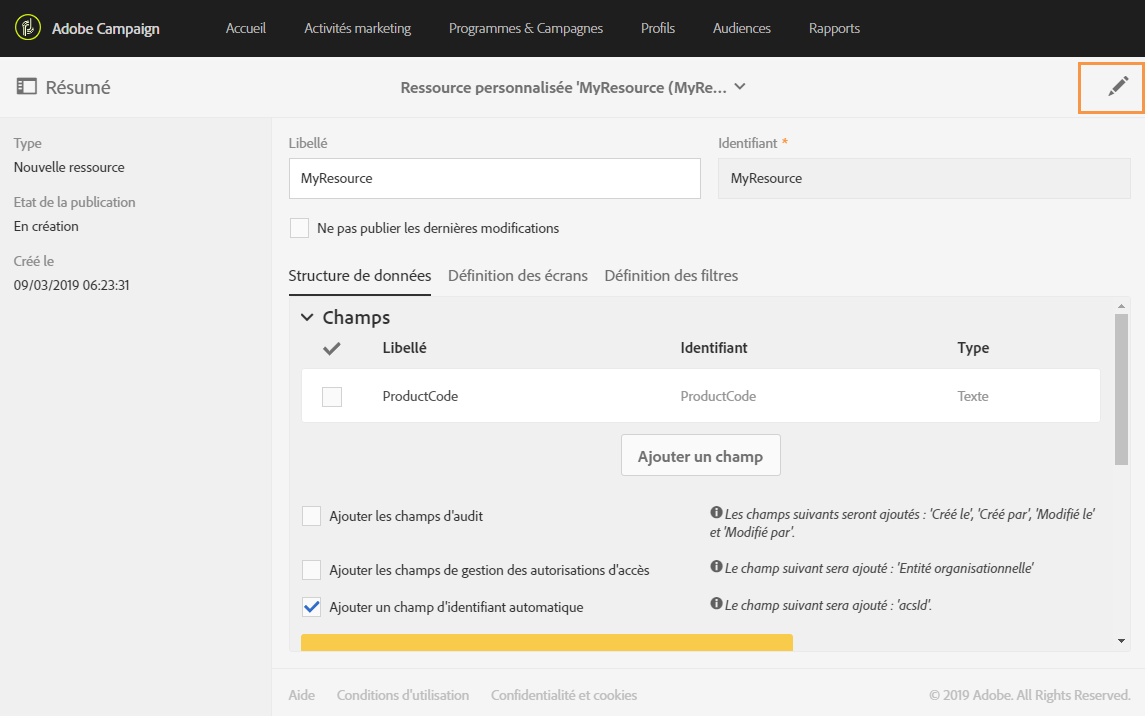 Adobe Campaign Accueil Activités marketing Programmes & Campagnes Profils Audiences Rapports
Résumé Ressource personnalisée 'MyResource (MyRe...
Type
Nouvelle ressource
Etat de la publication
En création
Créé le
09/03/2019 06:23:31
Libellé Identifiant *
MyResource MyResource
Ne pas publier les dernières modifications
Structure de données Définition des écrans Définition des filtres
Champs
Libellé Identifiant Type
ProductCode ProductCode Texte
Ajouter un champ
Ajouter les champs d'audit
Les champs suivants seront ajoutés : 'Créé le', 'Créé par', 'Modifié le'
et 'Modifié par'.
Ajouter les champs de gestion des autorisations d'accès
Le champ suivant sera ajouté : 'Entité organisationnelle'
Ajouter un champ d'identifiant automatique
Le champ suivant sera ajouté : 'acsId'.
Aide Conditions d'utilisation Confidentialité et cookies © 2019 Adobe. All Rights Reserved.